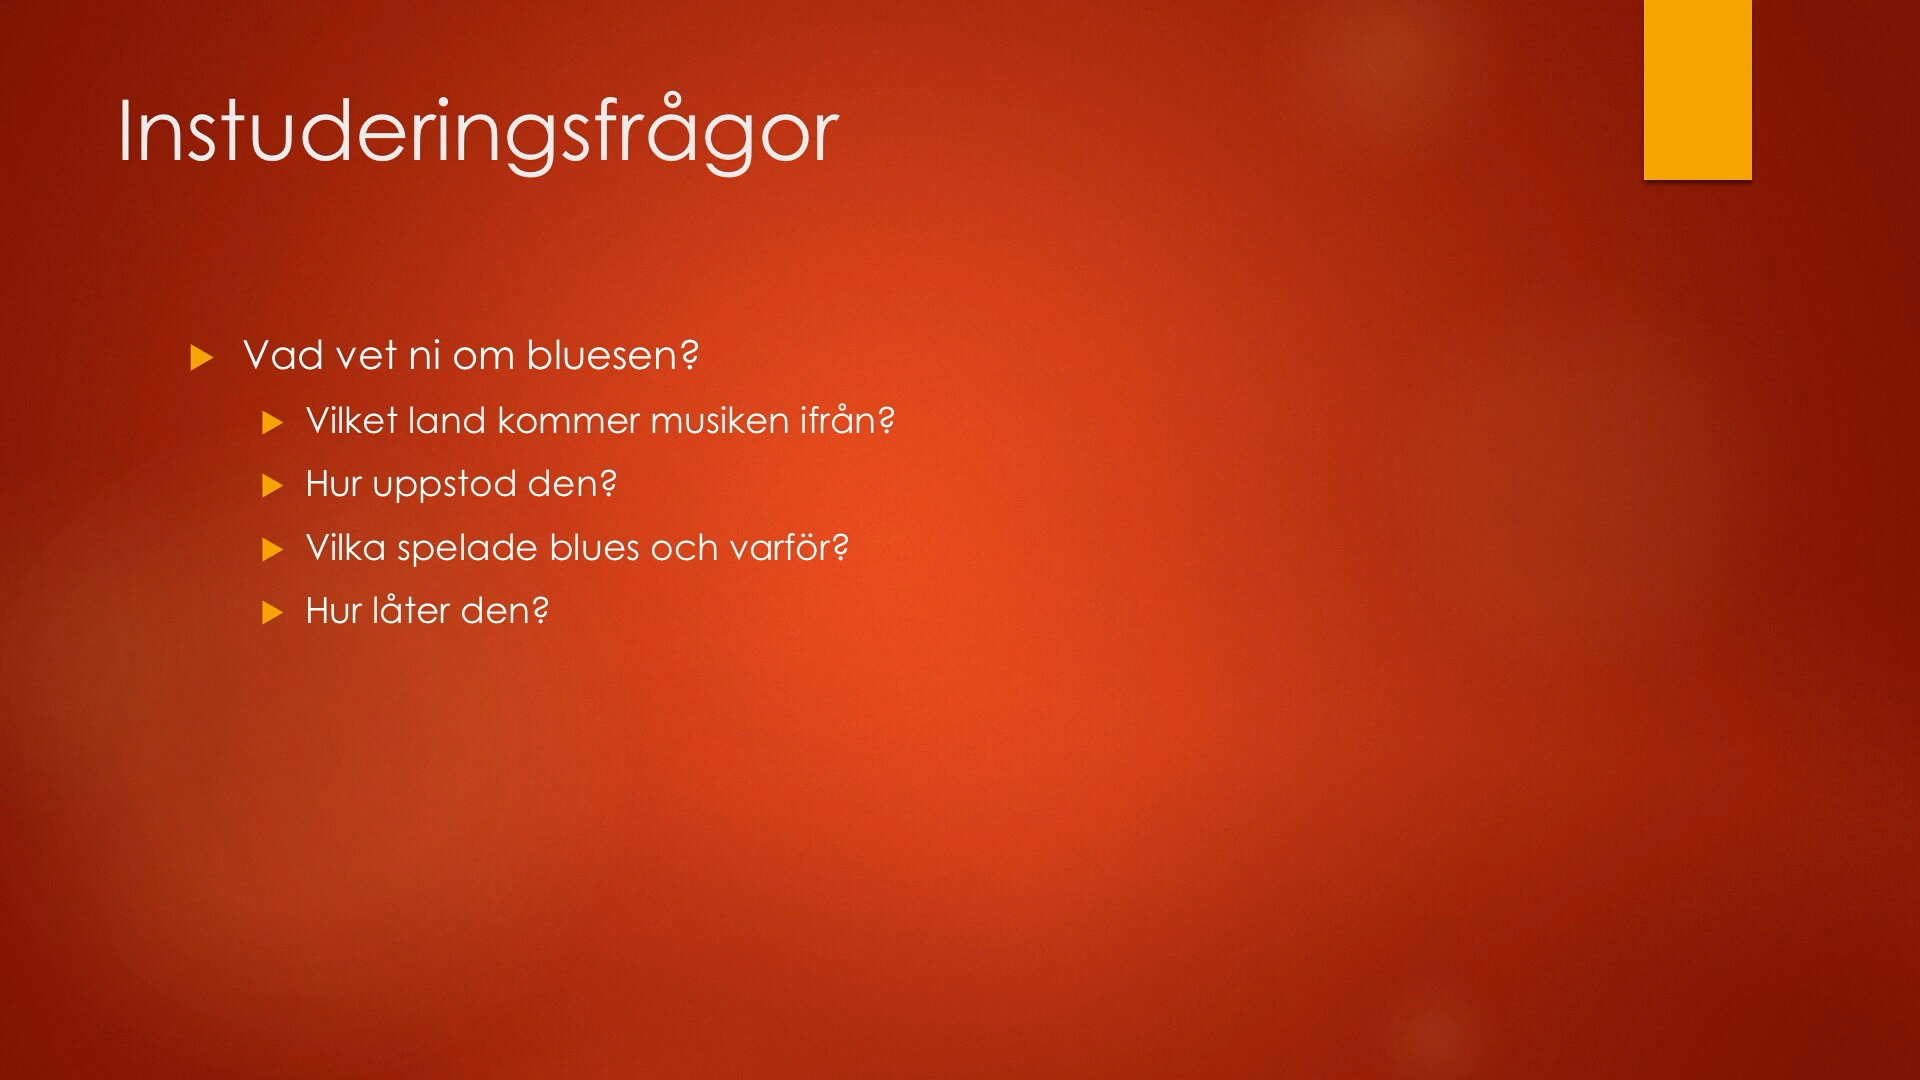 Instuderingsfrågor
Vad vet ni om bluesen?
Vilket land kommer musiken ifrån?
Hur uppstod den?
Vilka spelade blues och varför?
Hur låter den?